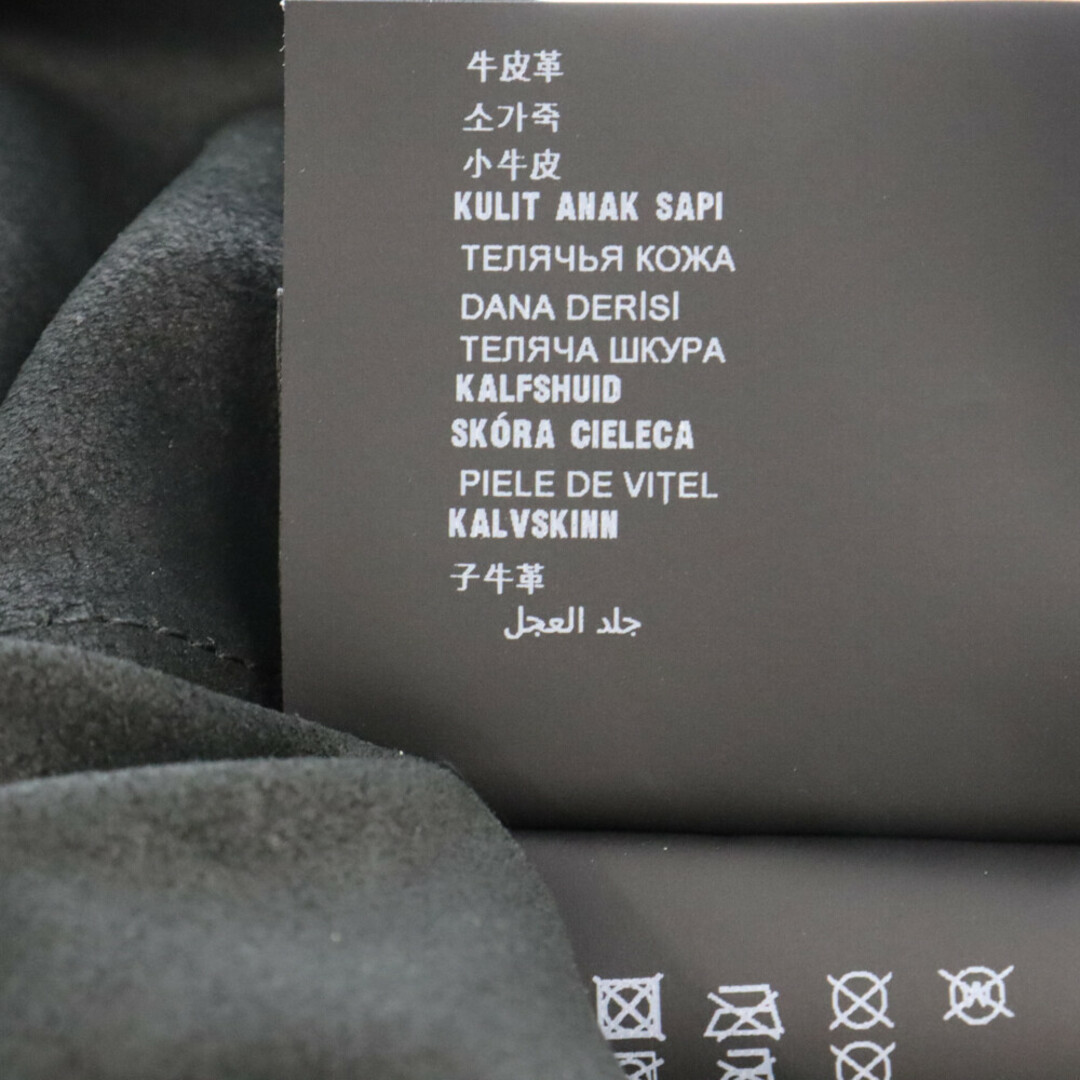 牛皮革
소가죽
小牛皮
KULIT ANAK SAPI
ТЕЛЯЧЬЯ КОЖА
DANA DERİSİ
ТЕЛЯЧА ШКУРА
KALFSHUID
SKÓRA CIELECA
PIELE DE VIȚEL
KALVSKINN
子牛革
جلد العجل